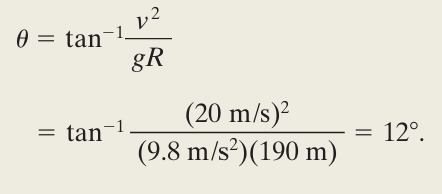 θ = tan⁻¹ v²/gR
= tan⁻¹ (20 m/s)²/(9.8 m/s²)(190 m) = 12°.